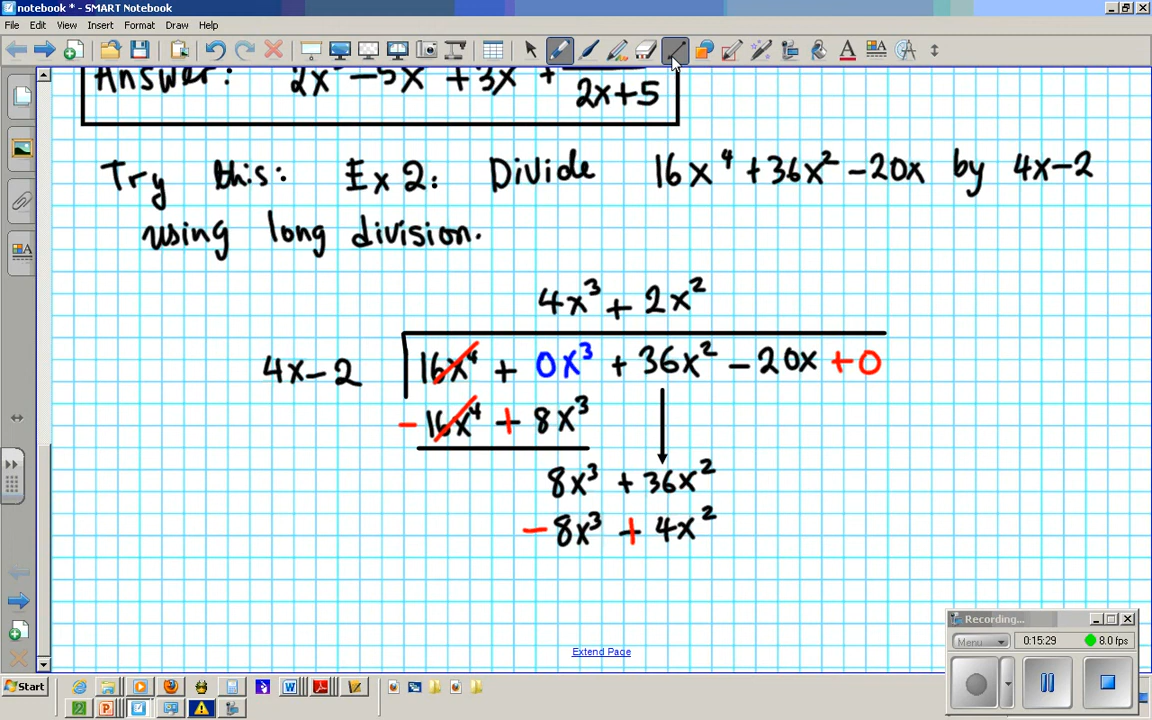 notebook * - SMART Notebook
File Edit View Insert Format Draw Help
Answer: 2x -5x + 3x + 2x+5
Try this: Ex 2: Divide 16x⁴ + 36x² - 20x by 4x-2
using long division.
4x³ + 2x²
4x-2 16x⁴ + 0x³ + 36x² - 20x + 0
- 16x⁴ + 8x³
8x³ + 36x²
- 8x³ + 4x²
Extend Page
Recording...
Menu 0:15:29 8.0 fps
Start